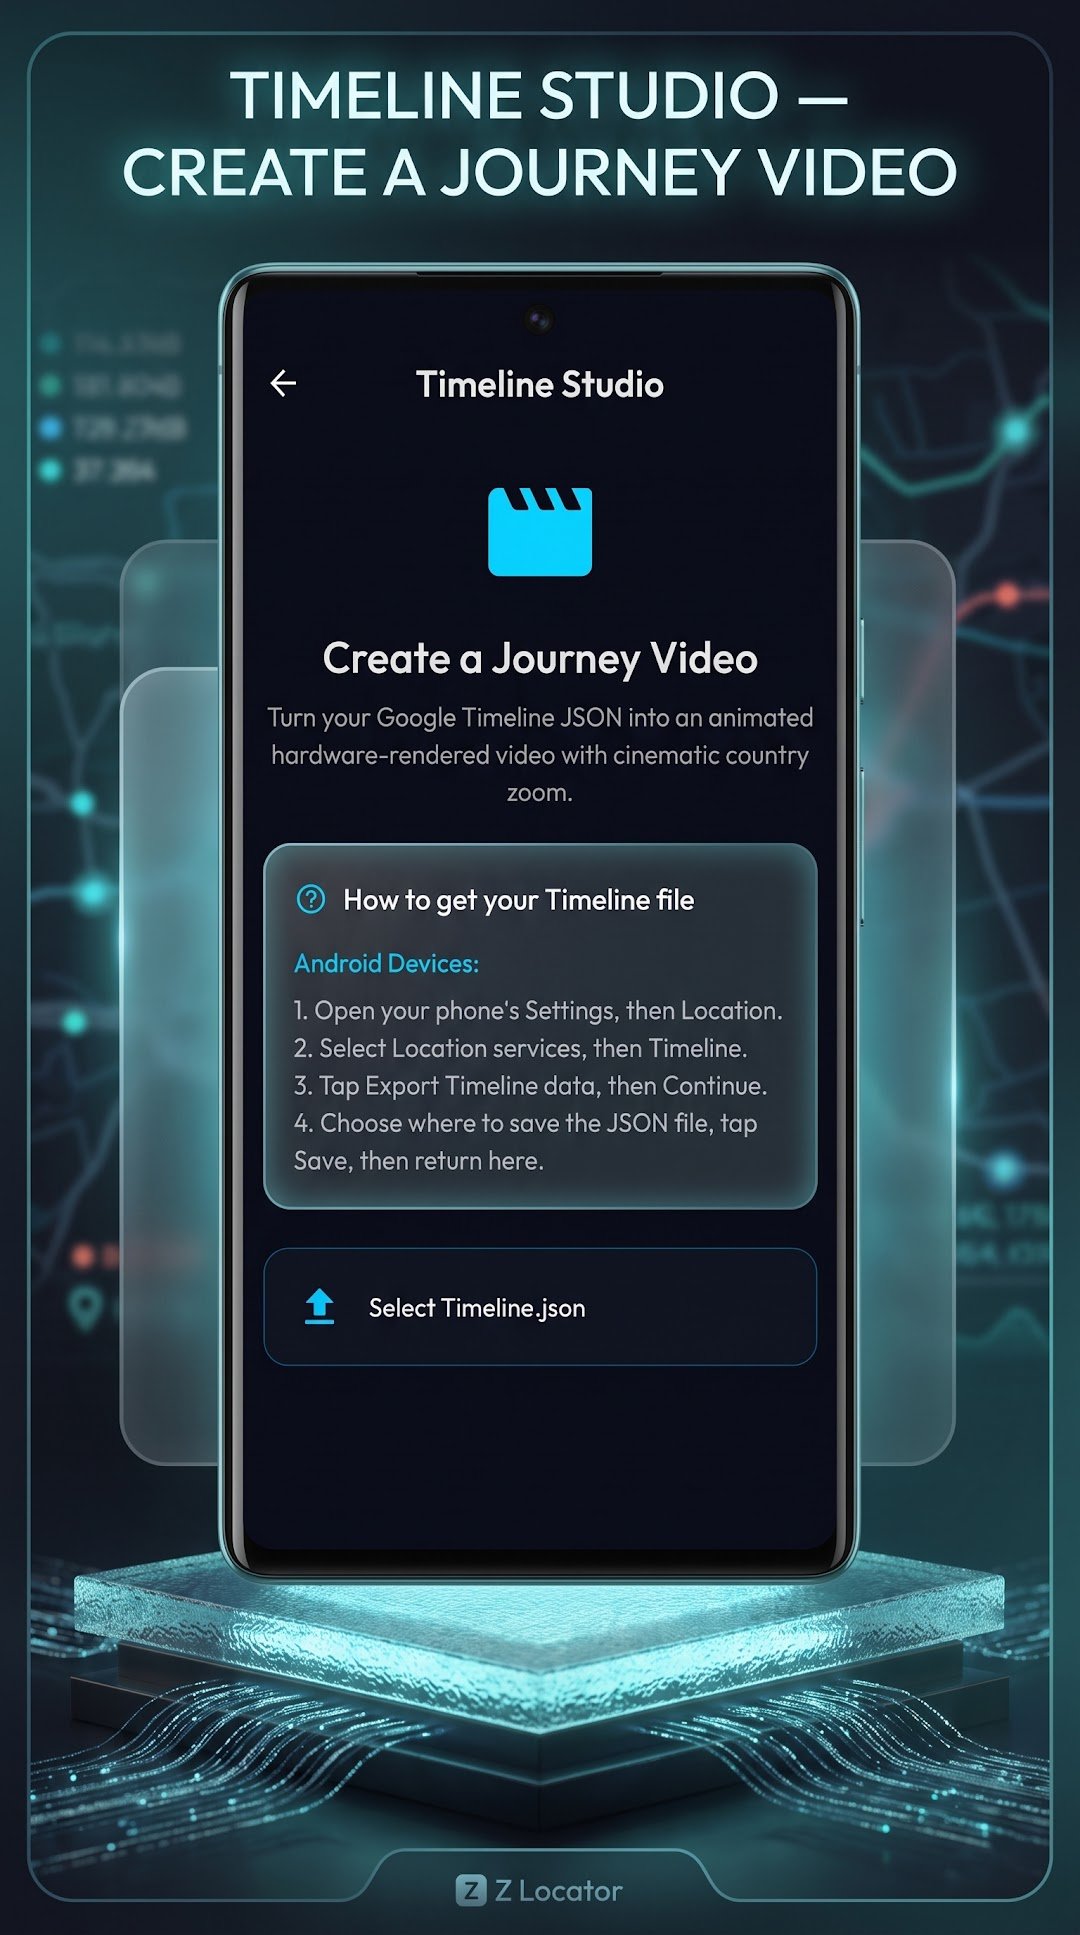 TIMELINE STUDIO —
CREATE A JOURNEY VIDEO
Timeline Studio
Create a Journey Video
Turn your Google Timeline JSON into an animated
hardware-rendered video with cinematic country
zoom.
How to get your Timeline file
Android Devices:
1. Open your phone's Settings, then Location.
2. Select Location services, then Timeline.
3. Tap Export Timeline data, then Continue.
4. Choose where to save the JSON file, tap
Save, then return here.
Select Timeline.json
Z Z Locator